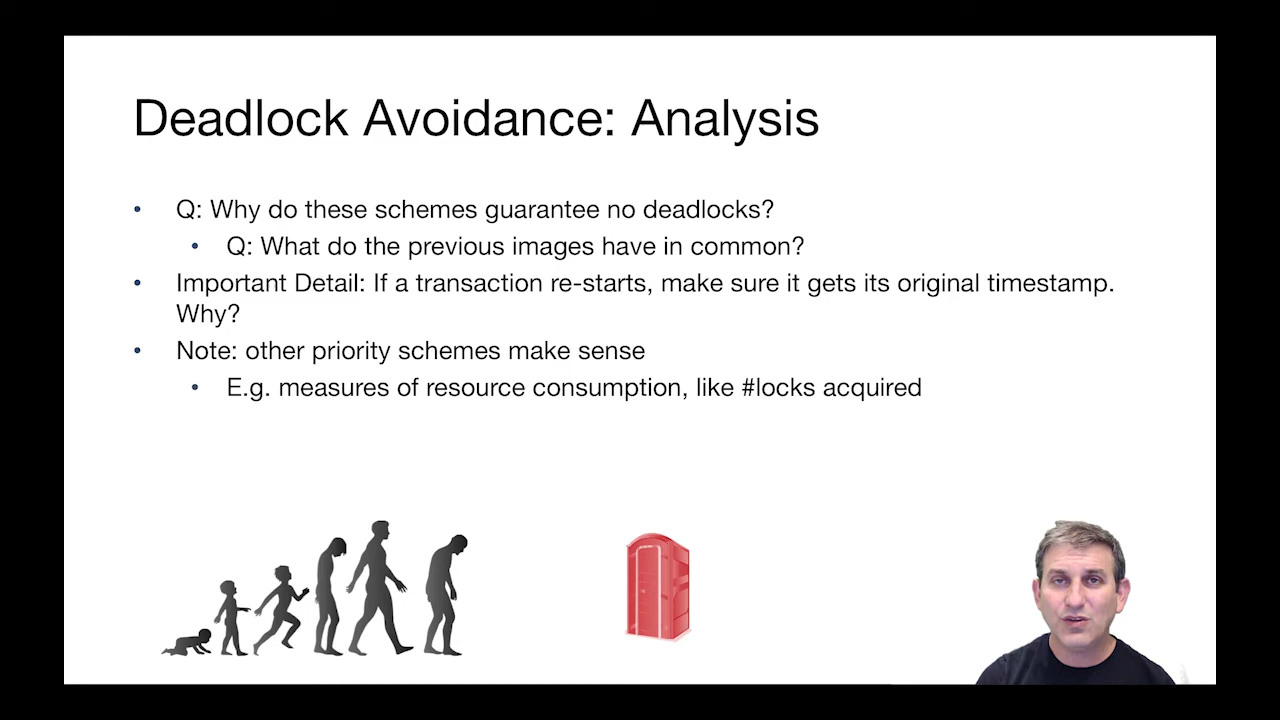 Deadlock Avoidance: Analysis
• Q: Why do these schemes guarantee no deadlocks?
• Q: What do the previous images have in common?
• Important Detail: If a transaction re-starts, make sure it gets its original timestamp.
Why?
• Note: other priority schemes make sense
• E.g. measures of resource consumption, like #locks acquired